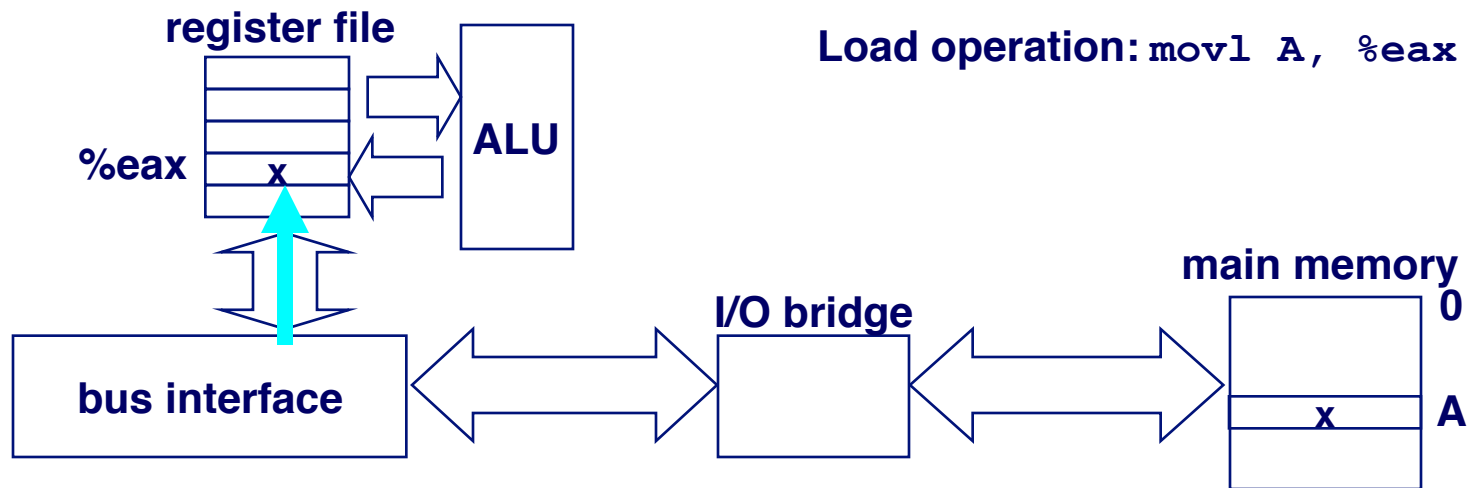 register file
Load operation: movl A, %eax
ALU
%eax
x
main memory
0
I/O bridge
bus interface
x
A